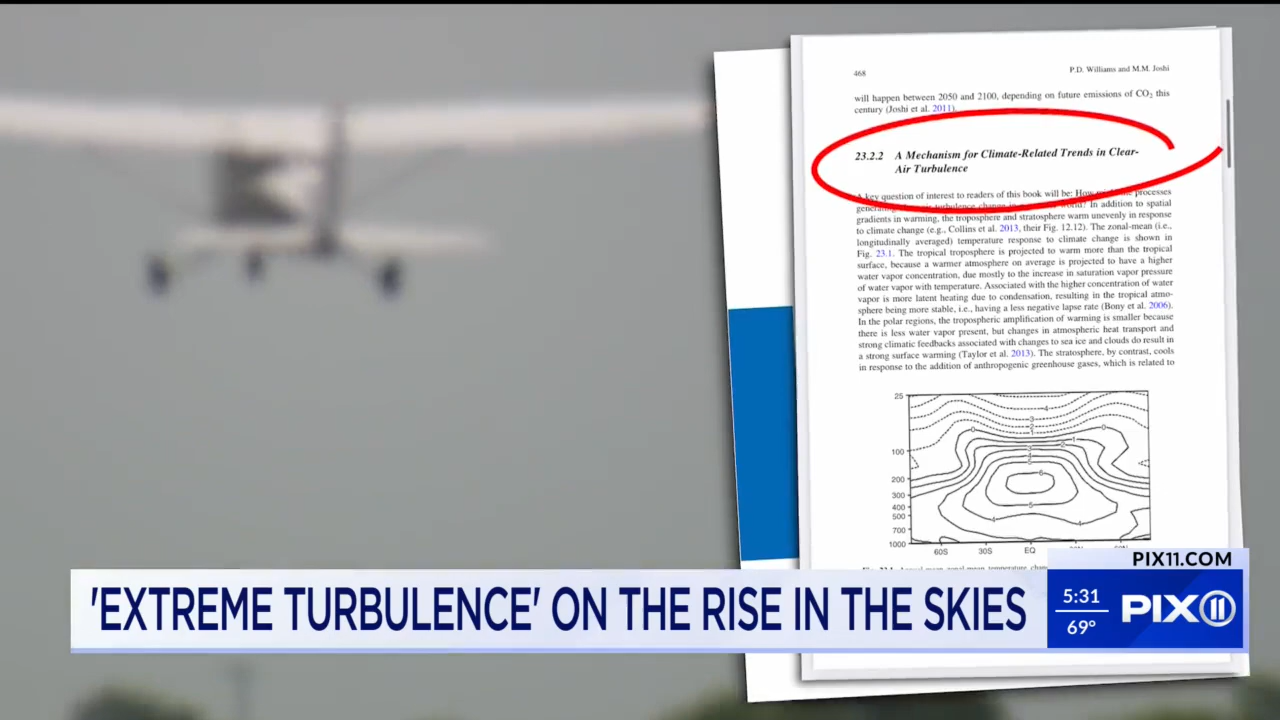 468
P.D. Williams and M.M. Joshi
will happen between 2050 and 2100, depending on future emissions of CO2 this
century (Joshi et al. 2011).
23.2.2 A Mechanism for Climate-Related Trends in Clear-
Air Turbulence
A key question of interest to readers of this book will be: How might processes
In addition to spatial
gradients in warming, the troposphere and stratosphere warm unevenly in response
to climate change (e.g., Collins et al. 2013, their Fig. 12.12). The zonal-mean (i.e.,
longitudinally averaged) temperature response to climate change is shown in
Fig. 23.1. The tropical troposphere is projected to warm more than the tropical
surface, because a warmer atmosphere on average is projected to have a higher
water vapor concentration, due mostly to the increase in saturation vapor pressure
of water vapor with temperature. Associated with the higher concentration of water
vapor is more latent heating due to condensation, resulting in the tropical atmo-
sphere being more stable, i.e., having a less negative lapse rate (Bony et al. 2006).
In the polar regions, the tropospheric amplification of warming is smaller because
there is less water vapor present, but changes in atmospheric heat transport and
strong climatic feedbacks associated with changes to sea ice and clouds do result in
a strong surface warming (Taylor et al. 2013). The stratosphere, by contrast, cools
in response to the addition of anthropogenic greenhouse gases, which is related to
25
100
200
300
400
500
700
1000
60S 30S EQ
PIX11.COM
'EXTREME TURBULENCE' ON THE RISE IN THE SKIES
5:31
69°
PIX11